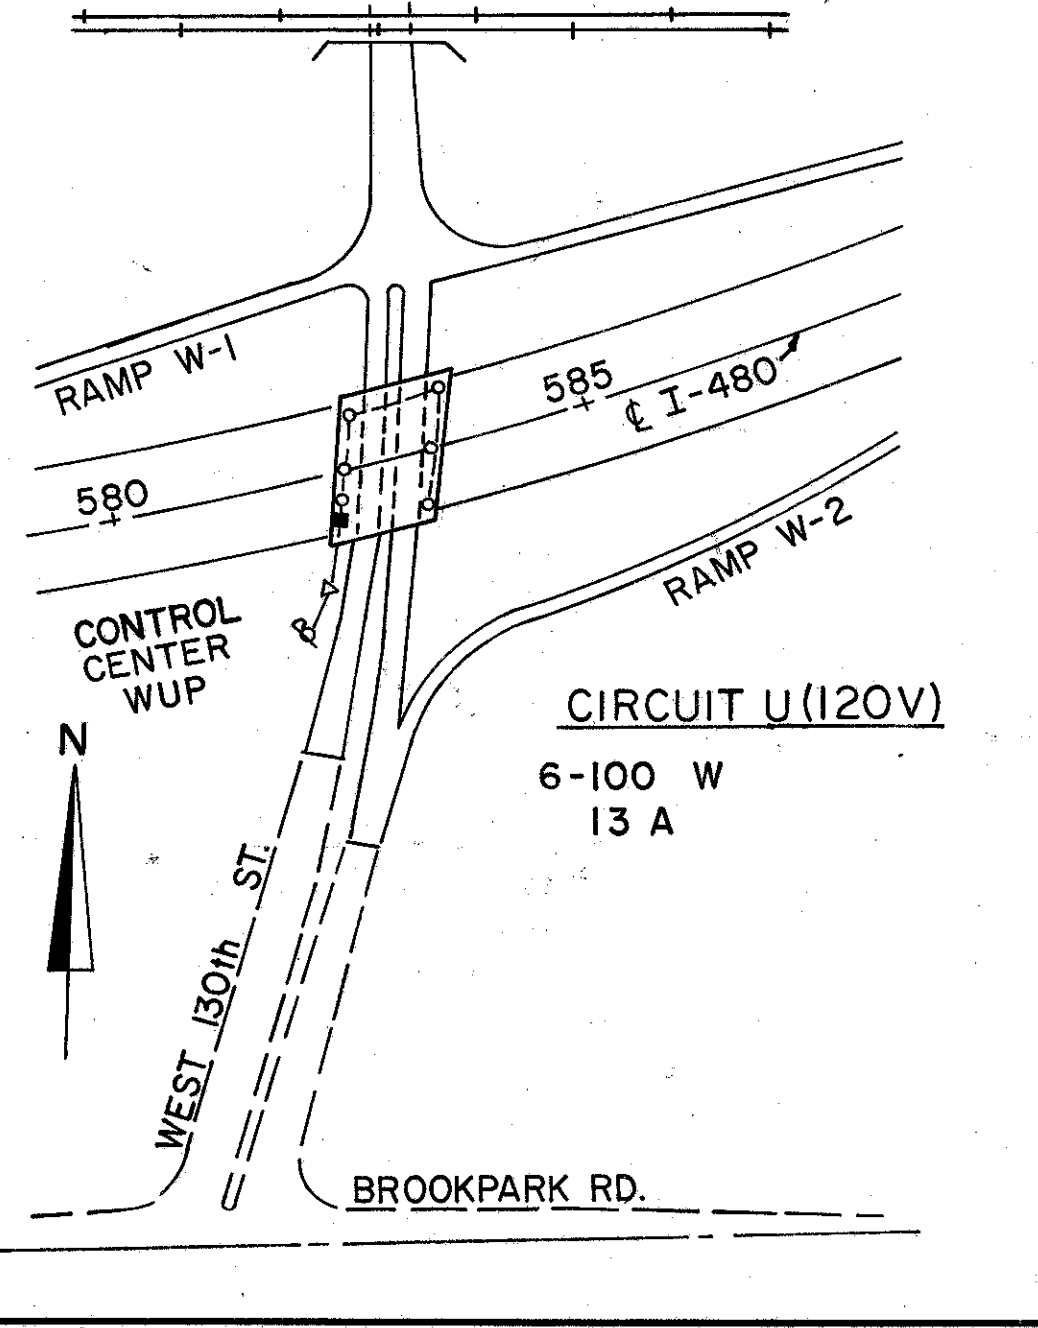 RAMP W-1
585
℄ I-480
580
RAMP W-2
CONTROL
CENTER
WUP
N
CIRCUIT U (120V)
6-100 W
13 A
WEST 130th ST.
BROOKPARK RD.